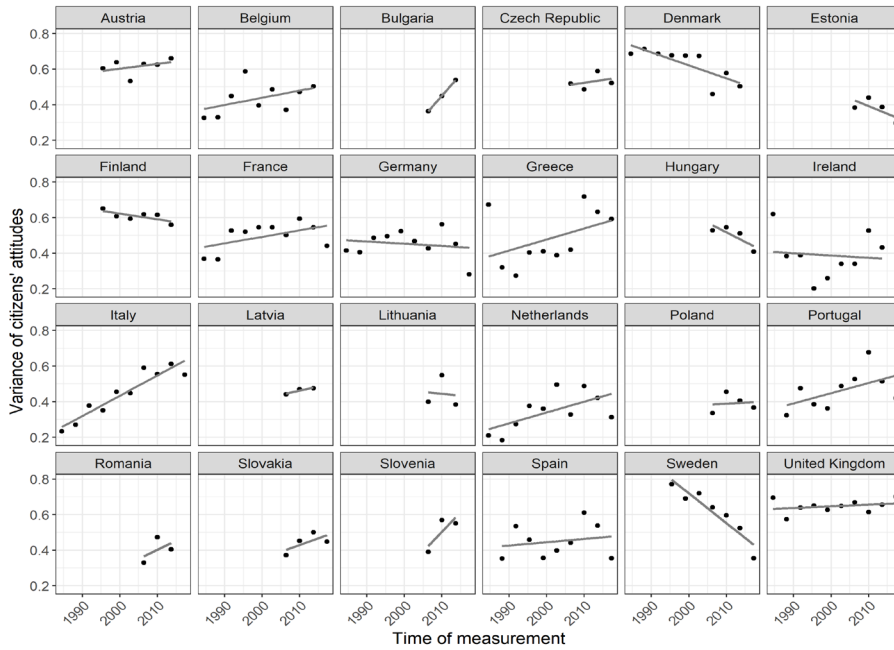 Austria Belgium Bulgaria Czech Republic Denmark Estonia
0.8
0.6
0.4
0.2
Finland France Germany Greece Hungary Ireland
0.8
0.6
0.4
0.2
Italy Latvia Lithuania Netherlands Poland Portugal
0.8
0.6
0.4
0.2
Romania Slovakia Slovenia Spain Sweden United Kingdom
0.8
0.6
0.4
0.2
1990 2000 2010 1990 2000 2010 1990 2000 2010 1990 2000 2010 1990 2000 2010 1990 2000 2010
Time of measurement
Variance of citizens' attitudes